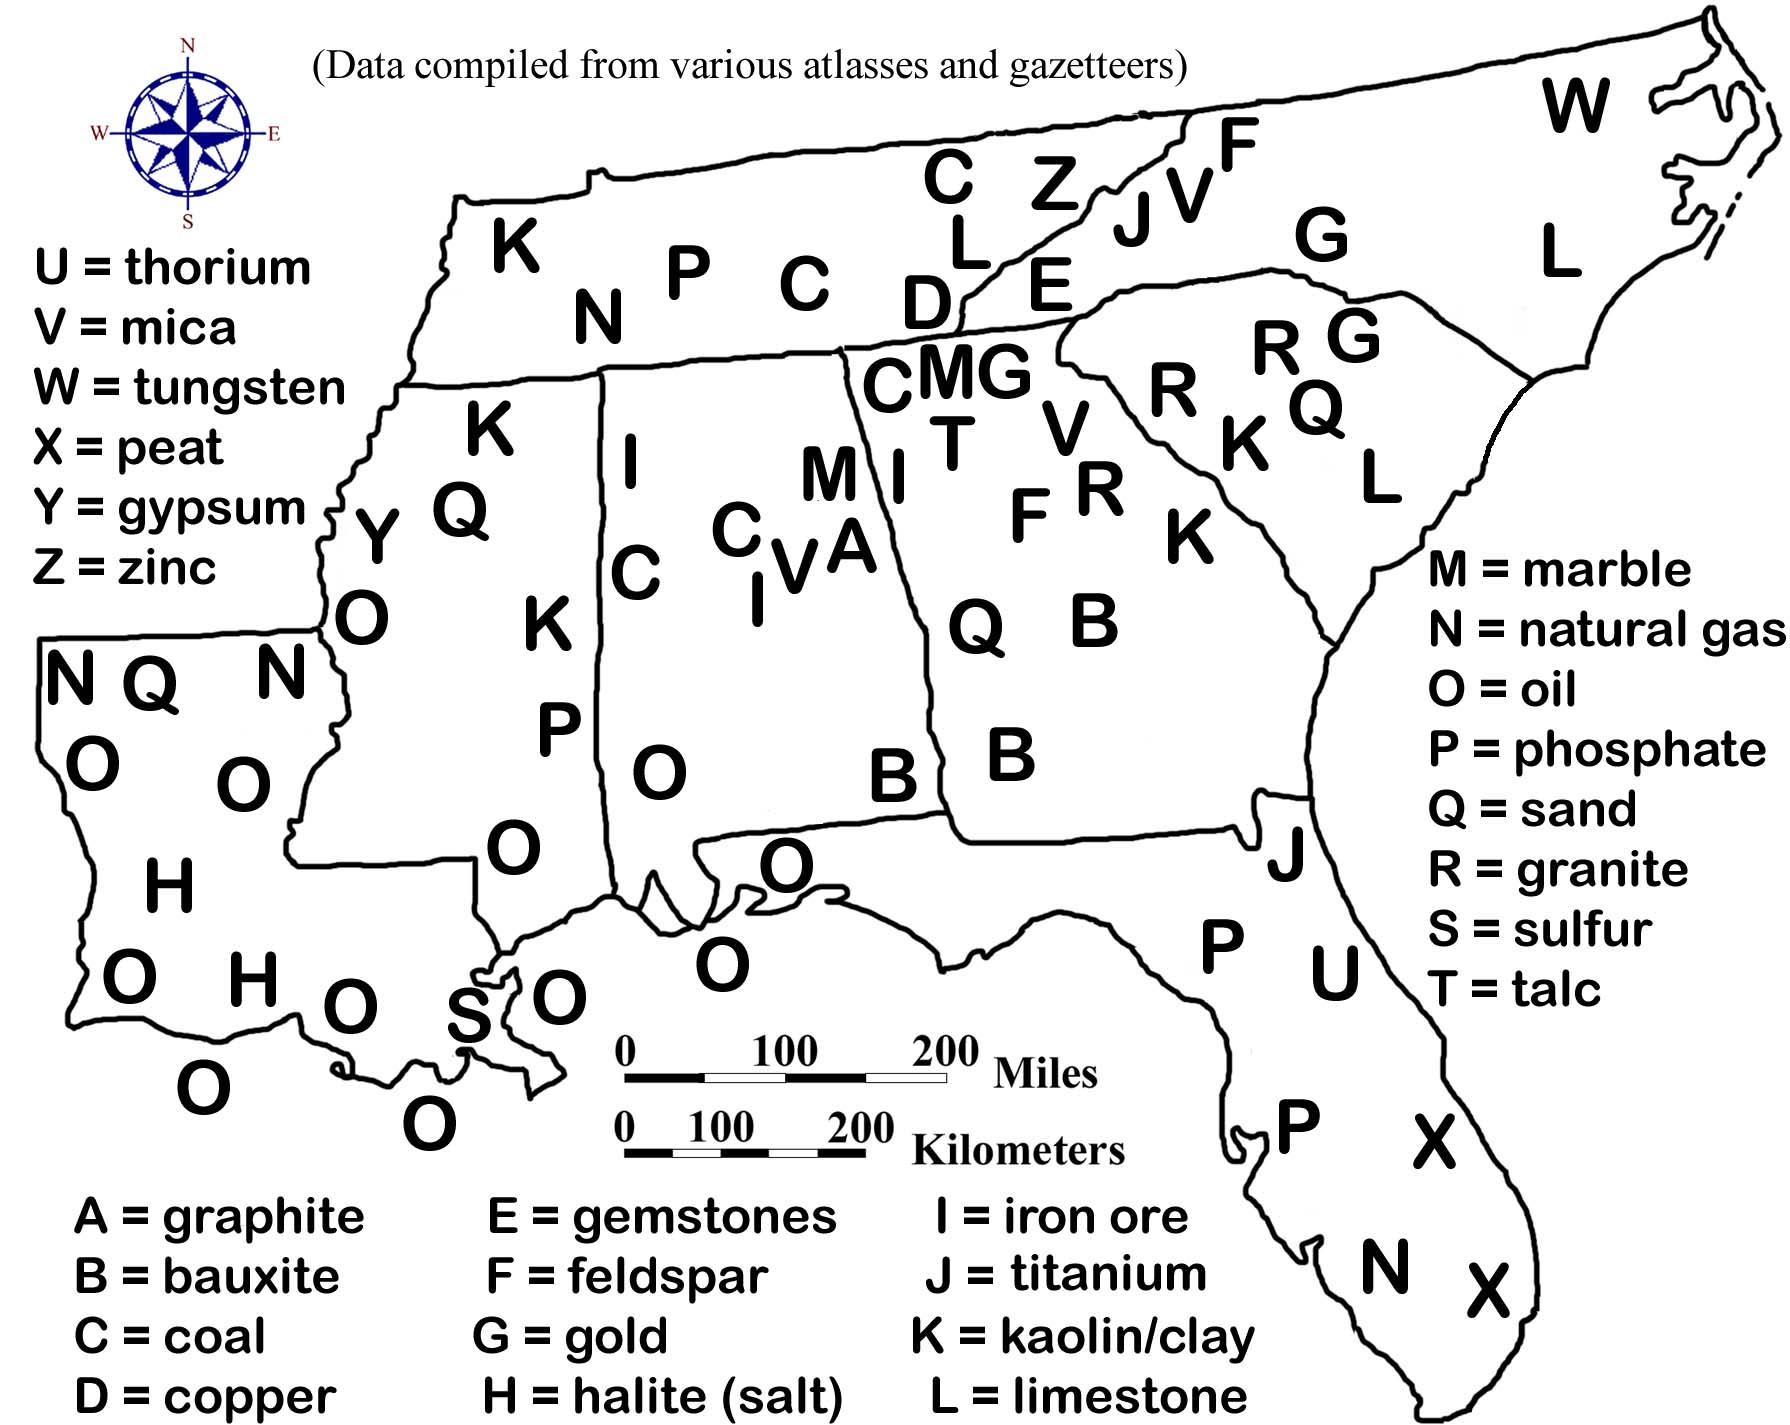 N
(Data compiled from various atlasses and gazetteers)
W E
S
U = thorium
V = mica
W = tungsten
X = peat
Y = gypsum
Z = zinc
W
F
C Z V
J
K L G L
P C D E
N
R G
C M G R
K T V K Q
I M I L
Q C F R
Y V A K
C I
O K Q B
N Q N
P
O O O B B
O O J
H
P
O H O S O O U
O
O
P X
N X
M = marble
N = natural gas
O = oil
P = phosphate
Q = sand
R = granite
S = sulfur
T = talc
0 100 200 Miles
0 100 200 Kilometers
A = graphite
B = bauxite
C = coal
D = copper
E = gemstones
F = feldspar
G = gold
H = halite (salt)
I = iron ore
J = titanium
K = kaolin/clay
L = limestone